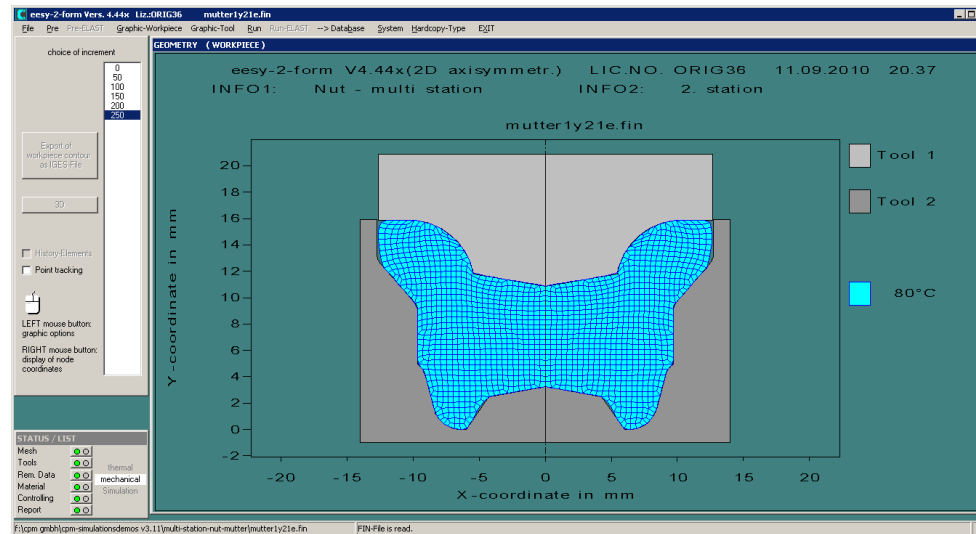 eesy-2-form Vers. 4.44x Liz.:ORIG36 mutter1y21e.fin
File Pre Pre-ELAST Graphic-Workpiece Graphic-Tool Run Run-ELAST --> Database System Hardcopy-Type EXIT
choice of increment
0
50
100
150
200
250
Export of
workpiece contour
as IGES-File
3D
History-Elements
Point tracking
LEFT mouse button:
graphic options
RIGHT mouse button:
display of node
coordinates
STATUS / LIST
Mesh
Tools
Rem. Data
Material
Controlling
Report
thermal
mechanical
Simulation
GEOMETRY ( WORKPIECE )
eesy-2-form V4.44x(2D axisymmetr.) LIC.NO. ORIG36 11.09.2010 20.37
INFO1: Nut - multi station INFO2: 2. station
mutter1y21e.fin
Y-coordinate in mm
20
18
16
14
12
10
8
6
4
2
0
-2
-20 -15 -10 -5 0 5 10 15 20
X-coordinate in mm
Tool 1
Tool 2
80°C
F:\cpm gmbh\cpm-simulationsdemos v3.11\multi-station-nut-mutter\mutter1y21e.fin FIN-File is read.